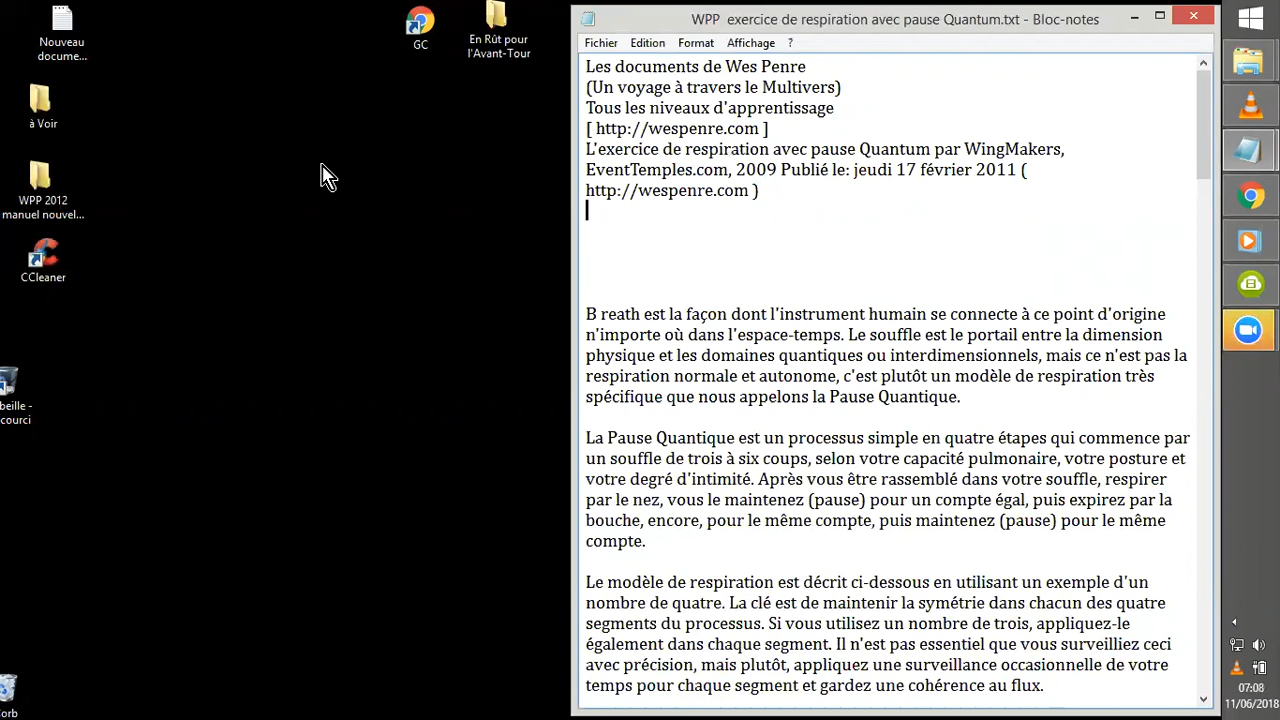 Nouveau
docume...
à Voir
WPP 2012
manuel nouvel...
CCleaner
beille -
courci
orb
GC
En Rût pour
l'Avant-Tour
WPP  exercice de respiration avec pause Quantum.txt - Bloc-notes
Fichier Edition Format Affichage ?
Les documents de Wes Penre
(Un voyage à travers le Multivers)
Tous les niveaux d'apprentissage
[ http://wespenre.com ]
L'exercice de respiration avec pause Quantum par WingMakers,
EventTemples.com, 2009 Publié le: jeudi 17 février 2011 (
http://wespenre.com )
B reath est la façon dont l'instrument humain se connecte à ce point d'origine
n'importe où dans l'espace-temps. Le souffle est le portail entre la dimension
physique et les domaines quantiques ou interdimensionnels, mais ce n'est pas la
respiration normale et autonome, c'est plutôt un modèle de respiration très
spécifique que nous appelons la Pause Quantique.
La Pause Quantique est un processus simple en quatre étapes qui commence par
un souffle de trois à six coups, selon votre capacité pulmonaire, votre posture et
votre degré d'intimité. Après vous être rassemblé dans votre souffle, respirer
par le nez, vous le maintenez (pause) pour un compte égal, puis expirez par la
bouche, encore, pour le même compte, puis maintenez (pause) pour le même
compte.
Le modèle de respiration est décrit ci-dessous en utilisant un exemple d'un
nombre de quatre. La clé est de maintenir la symétrie dans chacun des quatre
segments du processus. Si vous utilisez un nombre de trois, appliquez-le
également dans chaque segment. Il n'est pas essentiel que vous surveilliez ceci
avec précision, mais plutôt, appliquez une surveillance occasionnelle de votre
temps pour chaque segment et gardez une cohérence au flux.
07:08
11/06/2018